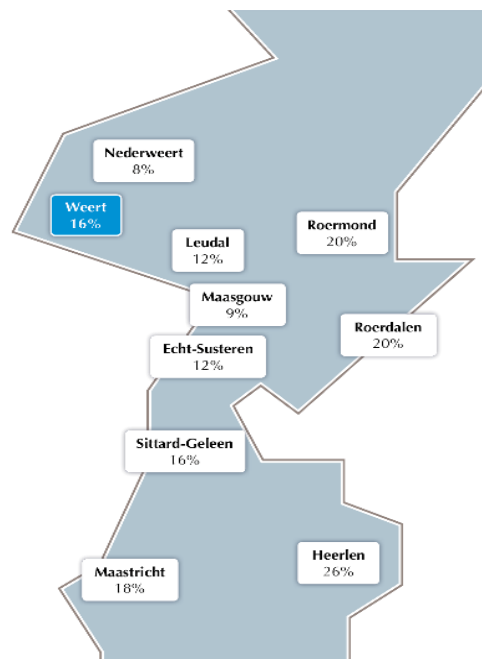 Nederweert
8%
Weert
16%
Roermond
20%
Leudal
12%
Maasgouw
9%
Roerdalen
20%
Echt-Susteren
12%
Sittard-Geleen
16%
Heerlen
26%
Maastricht
18%